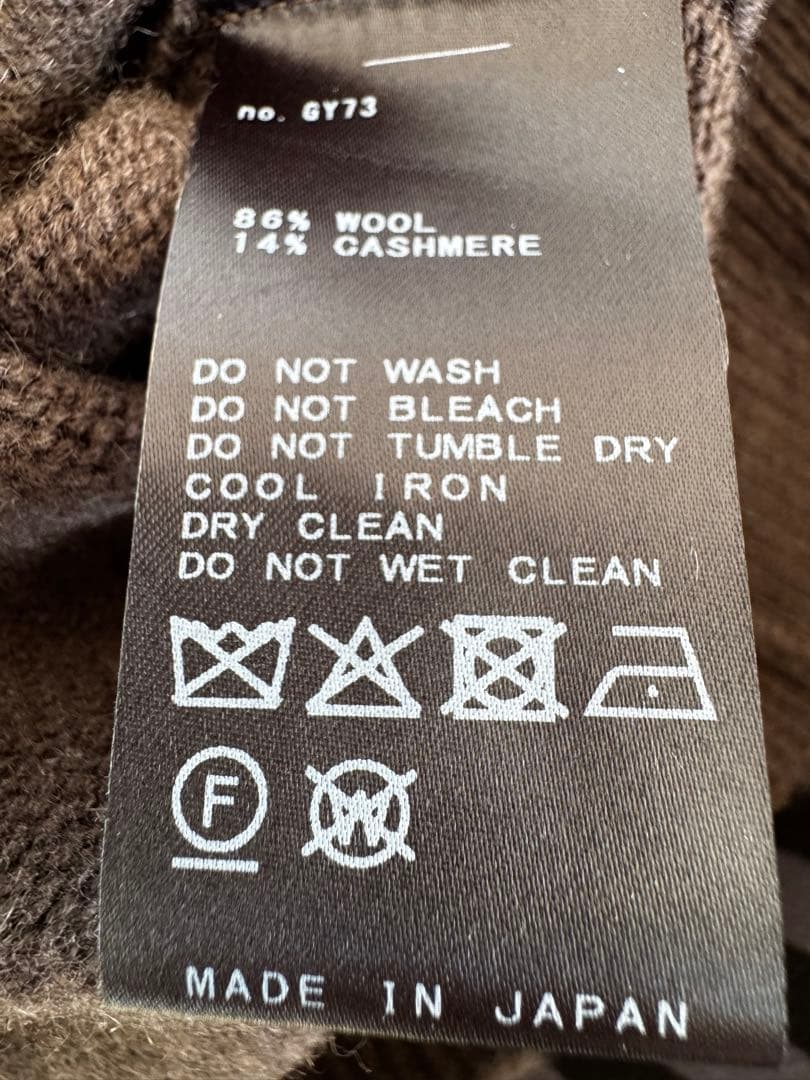 no. GY73
86% WOOL
14% CASHMERE
DO NOT WASH
DO NOT BLEACH
DO NOT TUMBLE DRY
COOL IRON
DRY CLEAN
DO NOT WET CLEAN
F W
MADE IN JAPAN